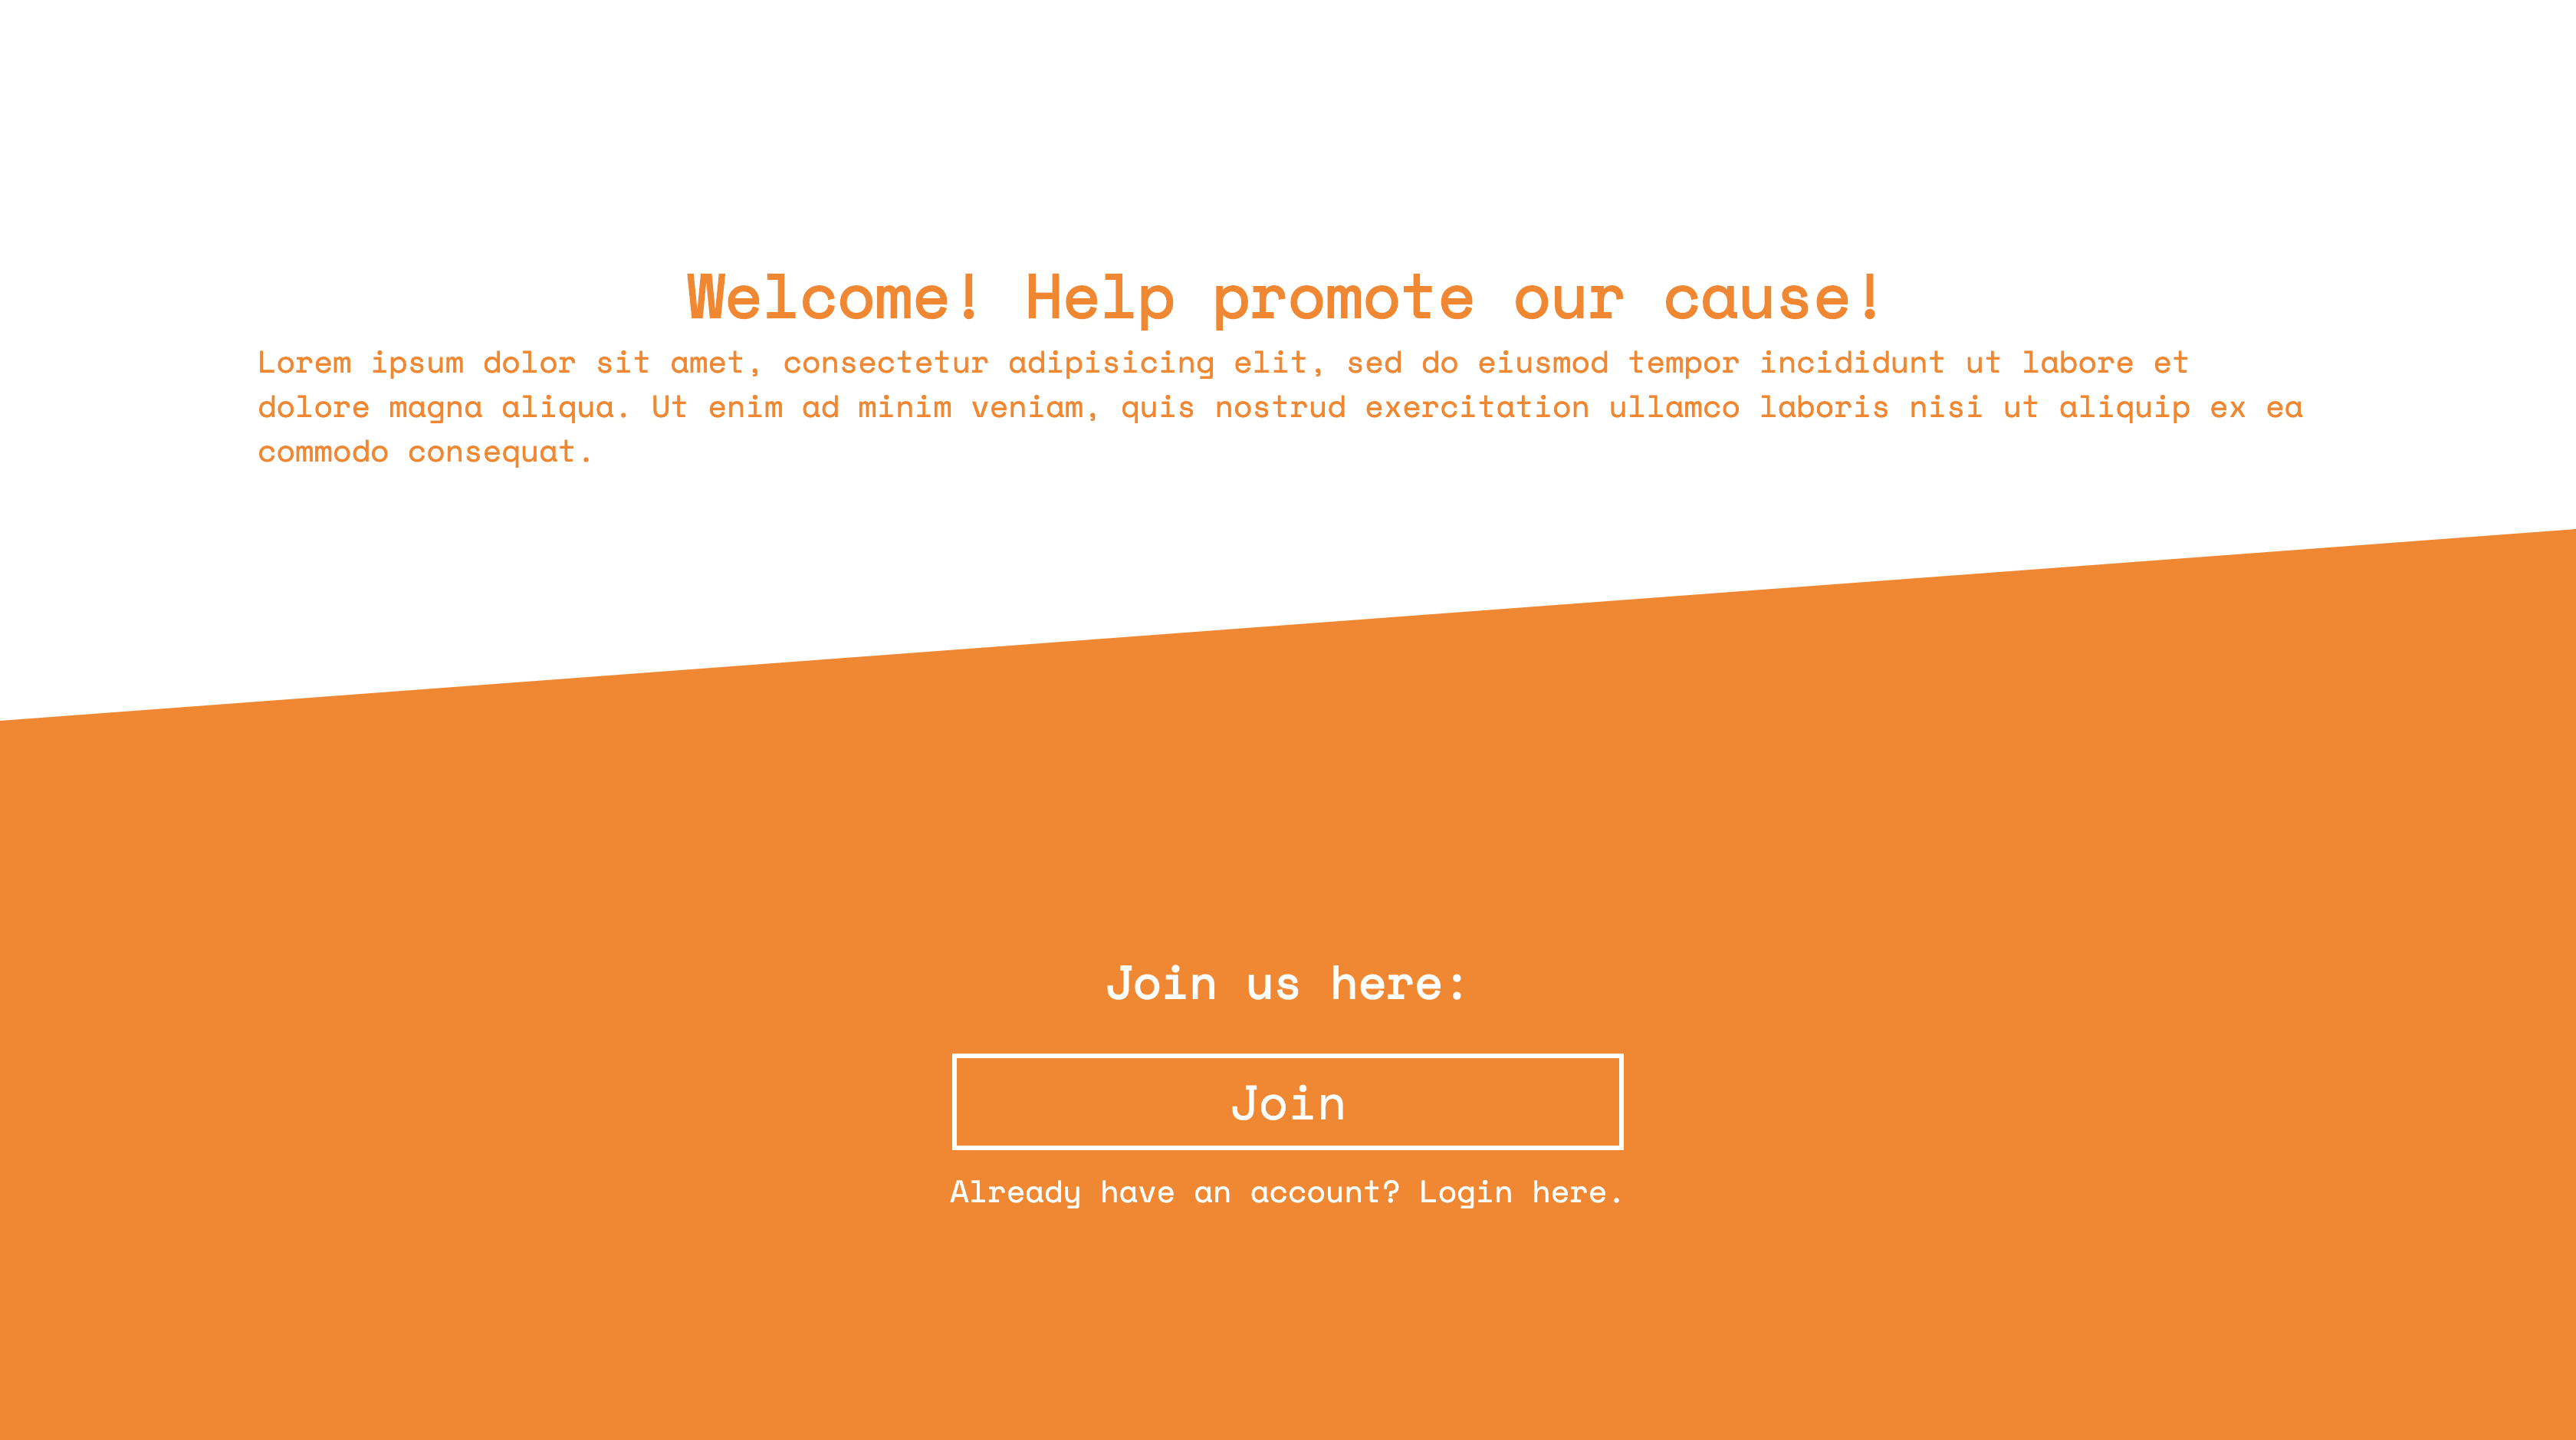 Welcome! Help promote our cause!
Lorem ipsum dolor sit amet, consectetur adipisicing elit, sed do eiusmod tempor incididunt ut labore et
dolore magna aliqua. Ut enim ad minim veniam, quis nostrud exercitation ullamco laboris nisi ut aliquip ex ea
commodo consequat.
Join us here:
Join
Already have an account? Login here.